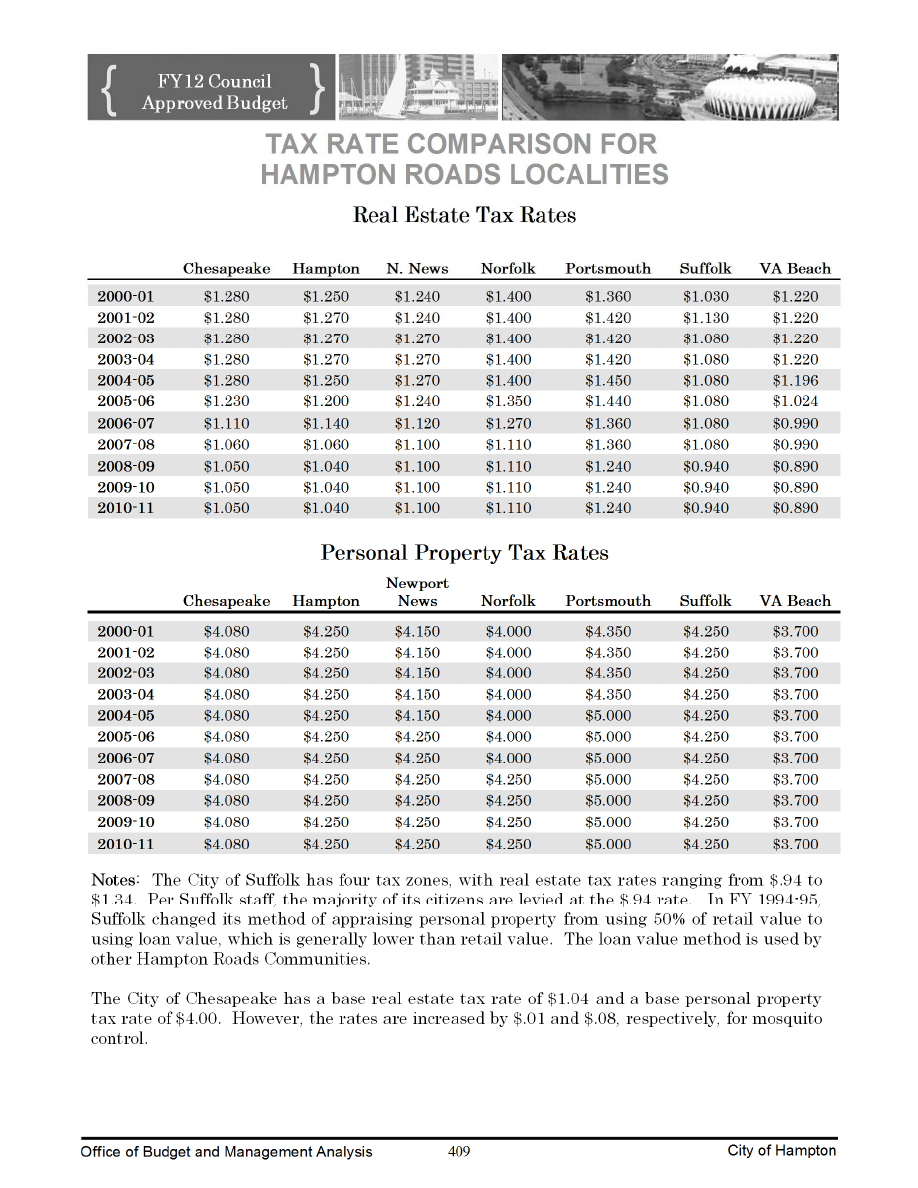 FY12 Council
Approved Budget
TAX RATE COMPARISON FOR
HAMPTON ROADS LOCALITIES
Real Estate Tax Rates
Chesapeake Hampton N. News Norfolk Portsmouth Suffolk VA Beach
2000-01 $1.280 $1.250 $1.240 $1.400 $1.360 $1.030 $1.220
2001-02 $1.280 $1.270 $1.240 $1.400 $1.420 $1.130 $1.220
2002-03 $1.280 $1.270 $1.270 $1.400 $1.420 $1.080 $1.220
2003-04 $1.280 $1.270 $1.270 $1.400 $1.420 $1.080 $1.220
2004-05 $1.280 $1.250 $1.270 $1.400 $1.450 $1.080 $1.196
2005-06 $1.230 $1.200 $1.240 $1.350 $1.440 $1.080 $1.024
2006-07 $1.110 $1.140 $1.120 $1.270 $1.360 $1.080 $0.990
2007-08 $1.060 $1.060 $1.100 $1.110 $1.360 $1.080 $0.990
2008-09 $1.050 $1.040 $1.100 $1.110 $1.240 $0.940 $0.890
2009-10 $1.050 $1.040 $1.100 $1.110 $1.240 $0.940 $0.890
2010-11 $1.050 $1.040 $1.100 $1.110 $1.240 $0.940 $0.890
Personal Property Tax Rates
Newport
Chesapeake Hampton News Norfolk Portsmouth Suffolk VA Beach
2000-01 $4.080 $4.250 $4.150 $4.000 $4.350 $4.250 $3.700
2001-02 $4.080 $4.250 $4.150 $4.000 $4.350 $4.250 $3.700
2002-03 $4.080 $4.250 $4.150 $4.000 $4.350 $4.250 $3.700
2003-04 $4.080 $4.250 $4.150 $4.000 $4.350 $4.250 $3.700
2004-05 $4.080 $4.250 $4.150 $4.000 $5.000 $4.250 $3.700
2005-06 $4.080 $4.250 $4.250 $4.000 $5.000 $4.250 $3.700
2006-07 $4.080 $4.250 $4.250 $4.000 $5.000 $4.250 $3.700
2007-08 $4.080 $4.250 $4.250 $4.250 $5.000 $4.250 $3.700
2008-09 $4.080 $4.250 $4.250 $4.250 $5.000 $4.250 $3.700
2009-10 $4.080 $4.250 $4.250 $4.250 $5.000 $4.250 $3.700
2010-11 $4.080 $4.250 $4.250 $4.250 $5.000 $4.250 $3.700
Notes: The City of Suffolk has four tax zones, with real estate tax rates ranging from $.94 to
$1.34. Per Suffolk staff, the majority of its citizens are levied at the $.94 rate. In FY 1994-95,
Suffolk changed its method of appraising personal property from using 50% of retail value to
using loan value, which is generally lower than retail value. The loan value method is used by
other Hampton Roads Communities.
The City of Chesapeake has a base real estate tax rate of $1.04 and a base personal property
tax rate of $4.00. However, the rates are increased by $.01 and $.08, respectively, for mosquito
control.
Office of Budget and Management Analysis 409 City of Hampton